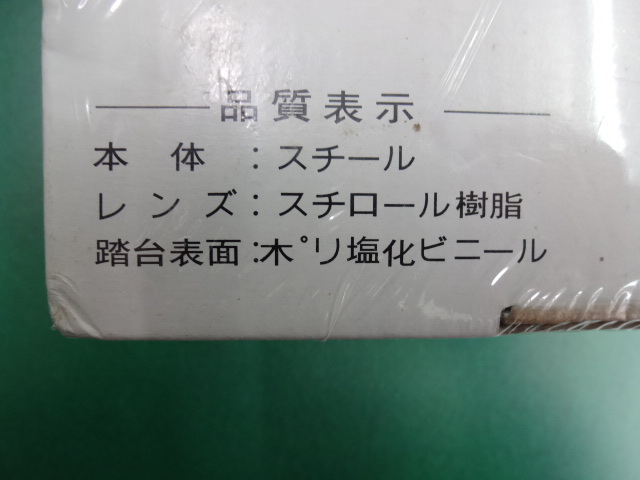 品質表示
本体:スチール
レンズ:スチロール樹脂
踏台表面:木゜リ塩化ビニール